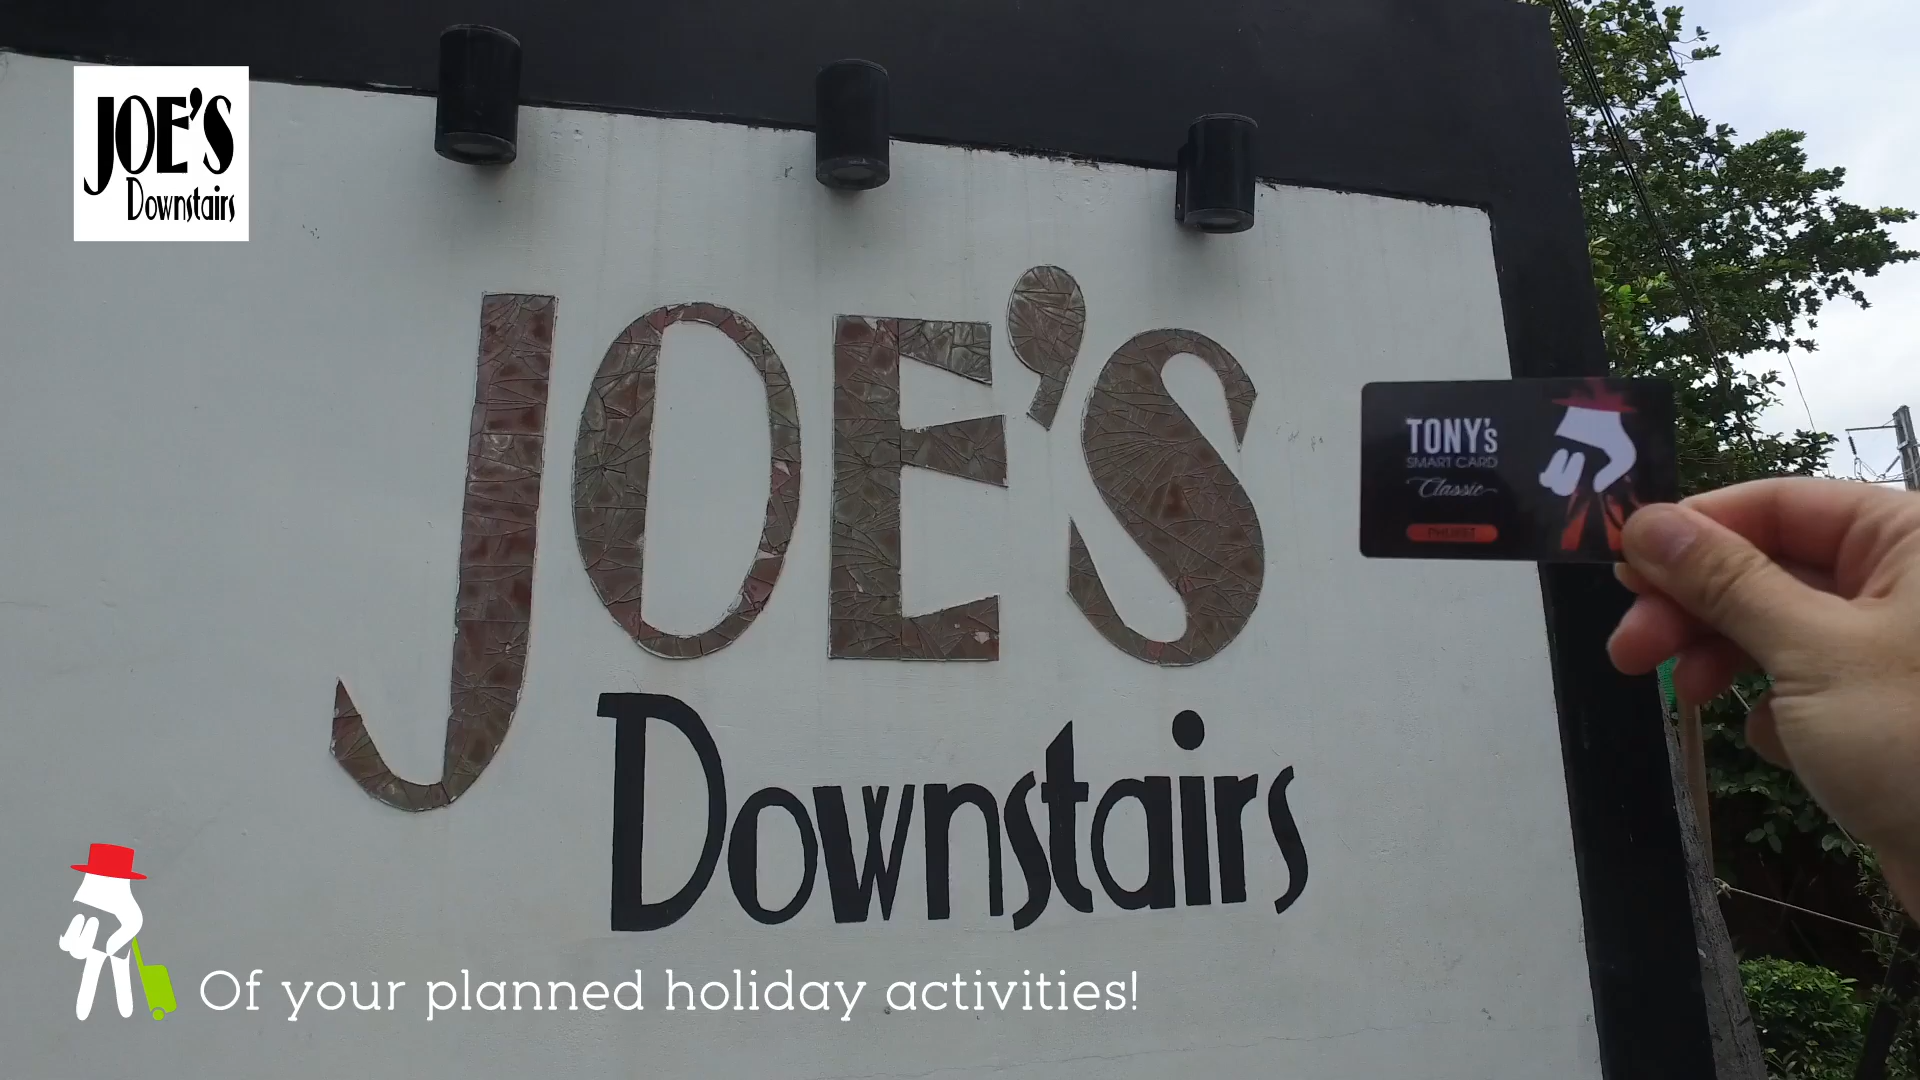 JOE'S
Downstairs
JOE'S
Downstairs
TONY's
SMART CARD
Classic
PHUKET
Of your planned holiday activities!